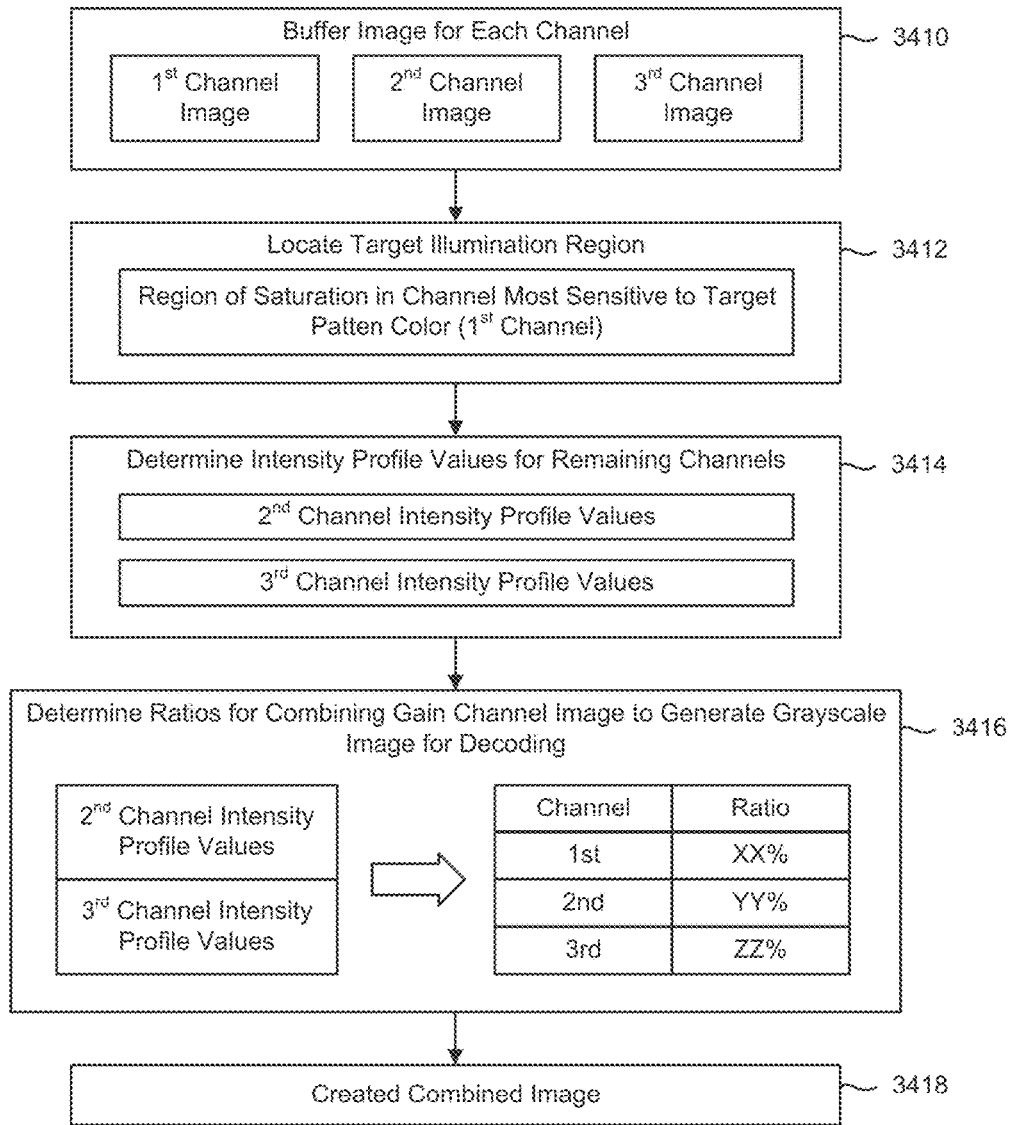 Buffer Image for Each Channel
3410
1st Channel Image
2nd Channel Image
3rd Channel Image
Locate Target Illumination Region
3412
Region of Saturation in Channel Most Sensitive to Target
Patten Color (1st Channel)
Determine Intensity Profile Values for Remaining Channels
3414
2nd Channel Intensity Profile Values
3rd Channel Intensity Profile Values
Determine Ratios for Combining Gain Channel Image to Generate Grayscale
Image for Decoding
3416
2nd Channel Intensity
Profile Values
3rd Channel Intensity
Profile Values
Channel Ratio
1st XX%
2nd YY%
3rd ZZ%
Created Combined Image
3418